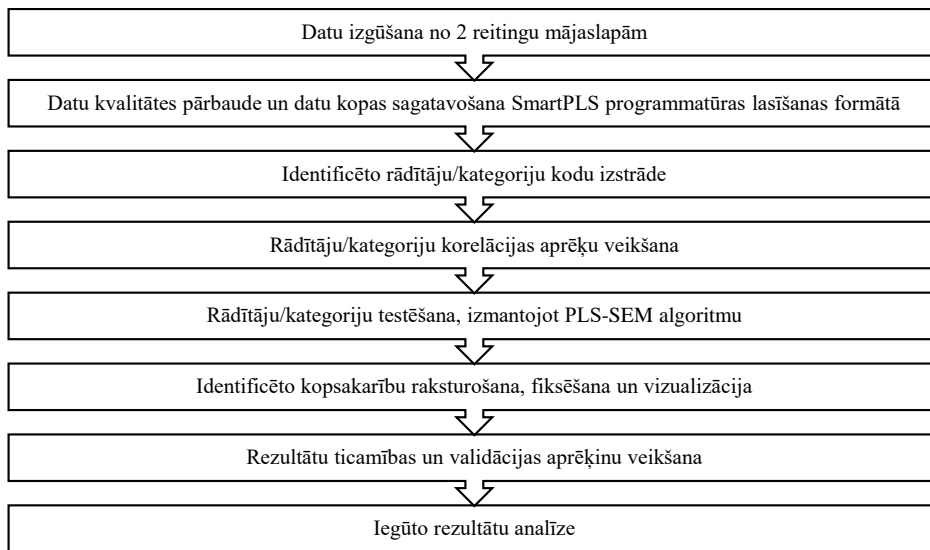 Datu izgūšana no 2 reitingu mājaslapām
Datu kvalitātes pārbaude un datu kopas sagatavošana SmartPLS programmatūras lasīšanas formātā
Identificēto rādītāju/kategoriju kodu izstrāde
Rādītāju/kategoriju korelācijas aprēķu veikšana
Rādītāju/kategoriju testēšana, izmantojot PLS-SEM algoritmu
Identificēto kopsakarību raksturošana, fiksēšana un vizualizācija
Rezultātu ticamības un validācijas aprēķinu veikšana
Iegūto rezultātu analīze